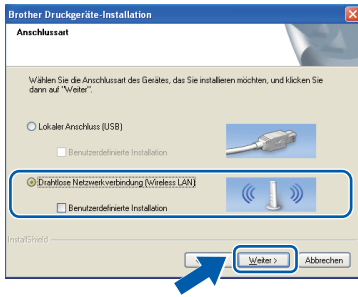 Brother Druckgeräte-Installation
Anschlussart
Wählen Sie die Anschlussart des Gerätes, das Sie installieren möchten, und klicken Sie
dann auf "Weiter".
Lokaler Anschluss (USB)
Benutzerdefinierte Installation
Drahtlose Netzwerkverbindung (Wireless LAN)
Benutzerdefinierte Installation
InstallShield
Weiter >
Abbrechen